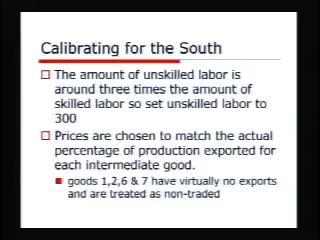 Calibrating for the South
The amount of unskilled labor is
around three times the amount of
skilled labor so set unskilled labor to
300
Prices are chosen to match the actual
percentage of production exported for
each intermediate good.
goods 1,2,6 & 7 have virtually no exports
and are treated as non-traded